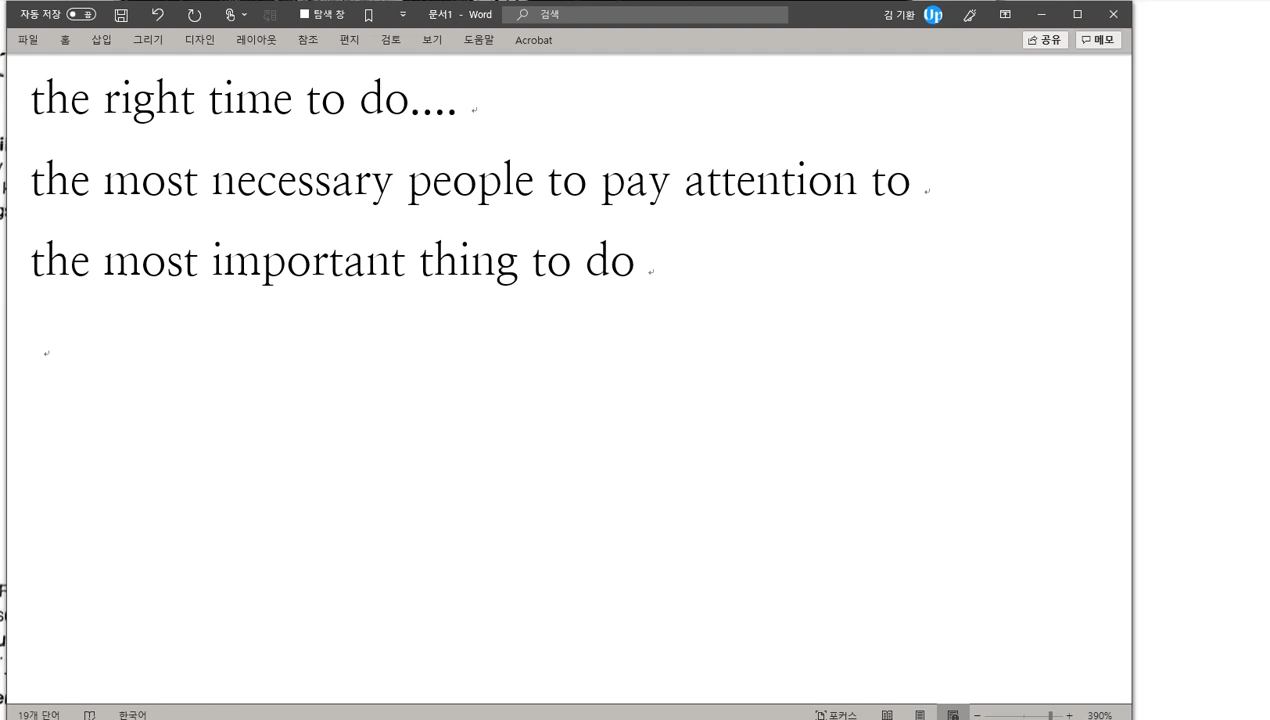 자동 저장 끔 탐색 창 문서1 - Word 검색 김 기환 Up
파일 홈 삽입 그리기 디자인 레이아웃 참조 편지 검토 보기 도움말 Acrobat 공유 메모
the right time to do....
the most necessary people to pay attention to
the most important thing to do
19개 단어 한국어 포커스 390%